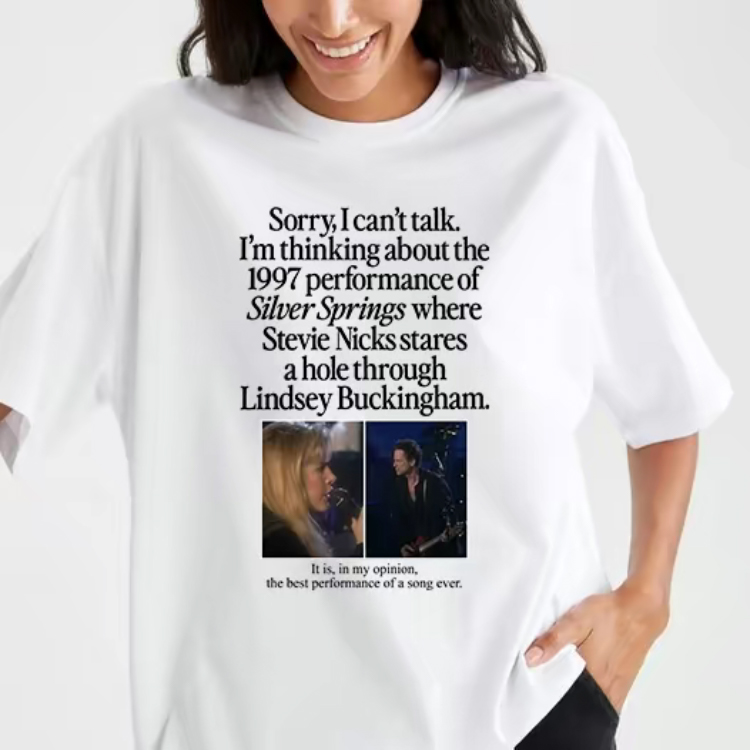 Sorry, I can't talk.
I'm thinking about the
1997 performance of
Silver Springs where
Stevie Nicks stares
a hole through
Lindsey Buckingham.
It is, in my opinion,
the best performance of a song ever.